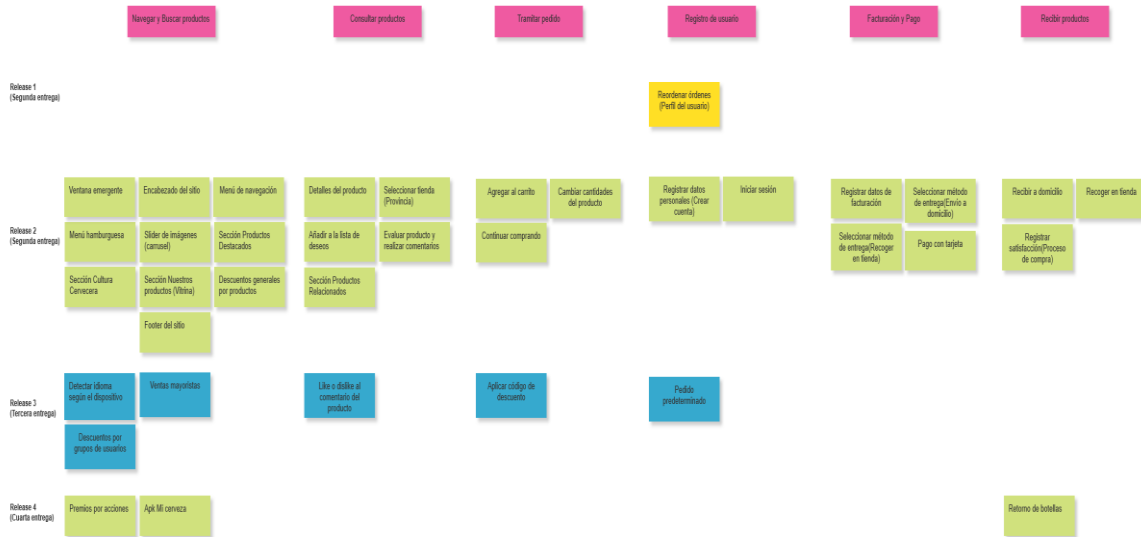 Navegar y Buscar productos
Consultar productos
Tramitar pedido
Registro de usuario
Facturación y Pago
Recibir productos
Release 1
(Segunda entrega)
Reordenar órdenes
(Perfil del usuario)
Release 2
(Segunda entrega)
Ventana emergente
Encabezado del sitio
Menú de navegación
Menú hamburguesa
Slider de imágenes
(carrusel)
Sección Productos
Destacados
Sección Cultura
Cervecera
Sección Nuestros
productos (Vitrina)
Descuentos generales
por productos
Footer del sitio
Detalles del producto
Seleccionar tienda
(Provincia)
Añadir a la lista de
deseos
Evaluar producto y
realizar comentarios
Sección Productos
Relacionados
Agregar al carrito
Cambiar cantidades
del producto
Continuar comprando
Registrar datos
personales (Crear
cuenta)
Iniciar sesión
Registrar datos de
facturación
Seleccionar método
de entrega(Envío a
domicilio)
Seleccionar método
de entrega(Recoger
en tienda)
Pago con tarjeta
Recibir a domicilio
Recoger en tienda
Registrar
satisfacción(Proceso
de compra)
Release 3
(Tercera entrega)
Detectar idioma
según el dispositivo
Ventas mayoristas
Descuentos por
grupos de usuarios
Like o dislike al
comentario del
producto
Aplicar código de
descuento
Pedido
predeterminado
Release 4
(Cuarta entrega)
Premios por acciones
Apk Mi cerveza
Retorno de botellas